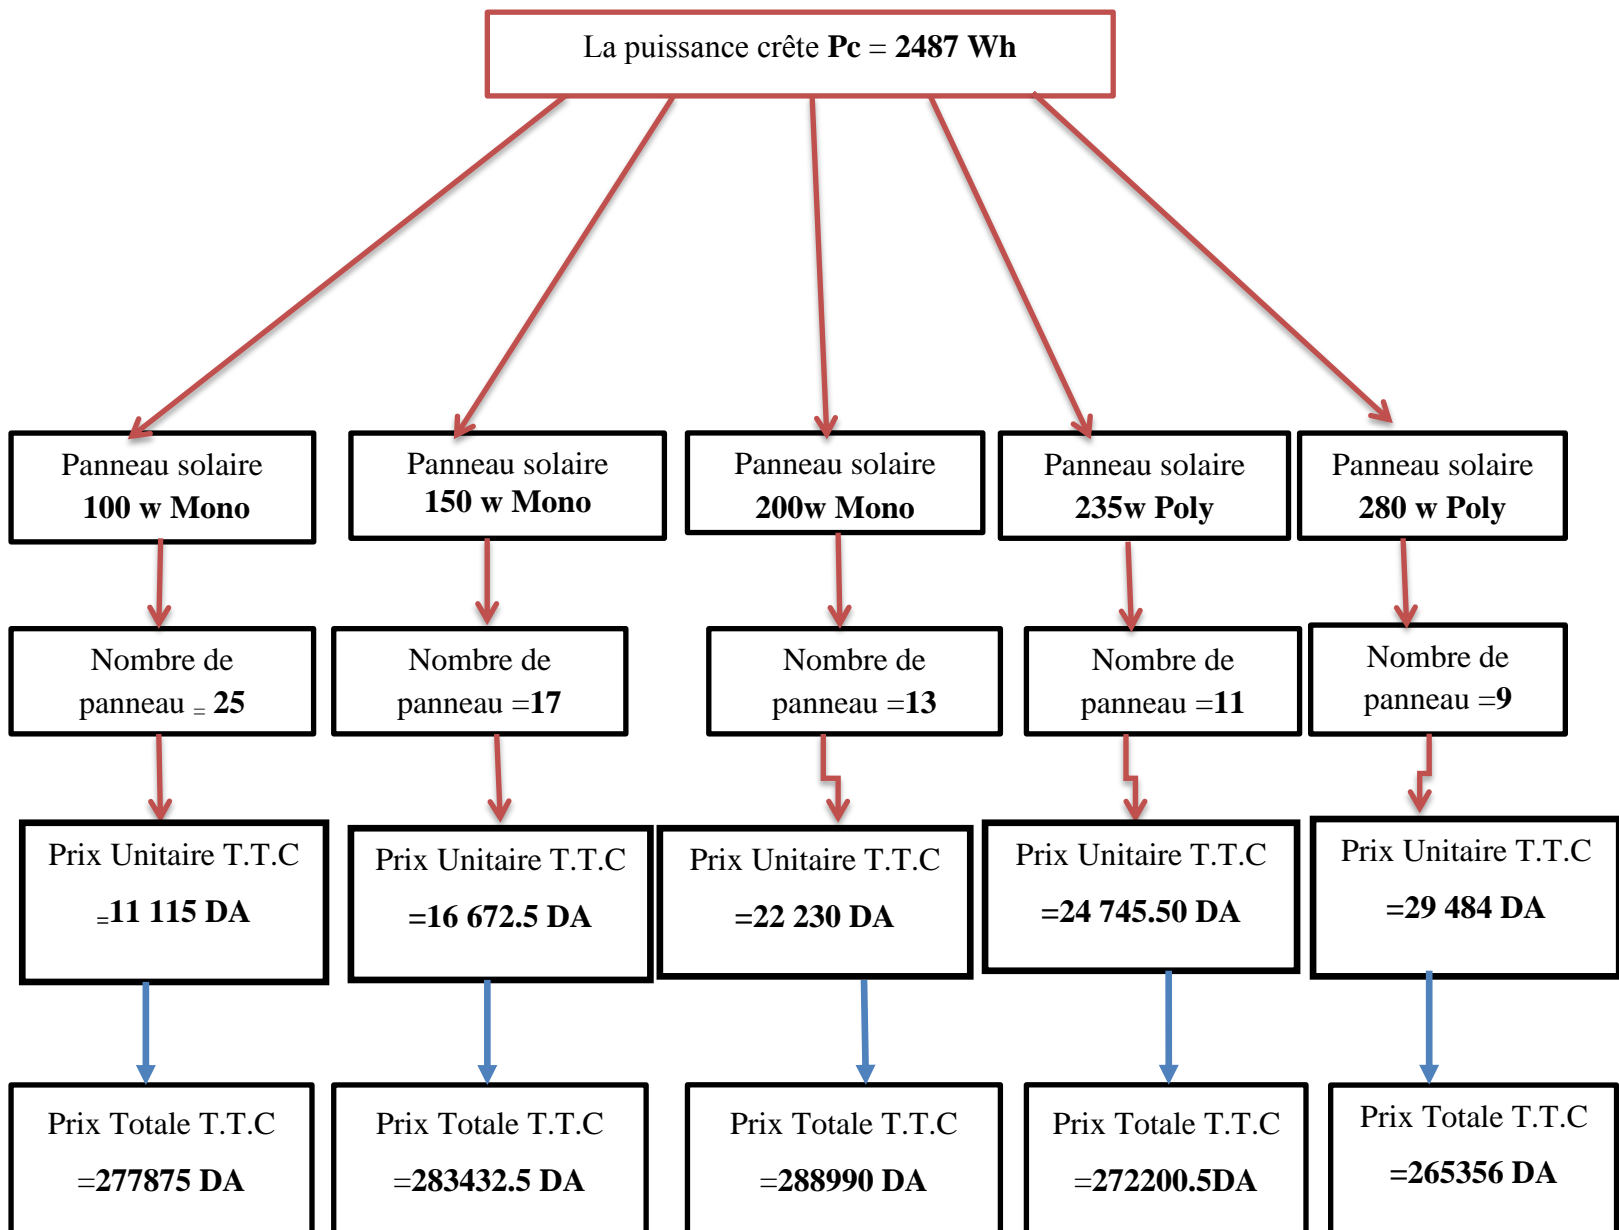 La puissance crête Pc = 2487 Wh
Panneau solaire
100 w Mono
Panneau solaire
150 w Mono
Panneau solaire
200w Mono
Panneau solaire
235w Poly
Panneau solaire
280 w Poly
Nombre de
panneau = 25
Nombre de
panneau =17
Nombre de
panneau =13
Nombre de
panneau =11
Nombre de
panneau =9
Prix Unitaire T.T.C
=11 115 DA
Prix Unitaire T.T.C
=16 672.5 DA
Prix Unitaire T.T.C
=22 230 DA
Prix Unitaire T.T.C
=24 745.50 DA
Prix Unitaire T.T.C
=29 484 DA
Prix Totale T.T.C
=277875 DA
Prix Totale T.T.C
=283432.5 DA
Prix Totale T.T.C
=288990 DA
Prix Totale T.T.C
=272200.5DA
Prix Totale T.T.C
=265356 DA